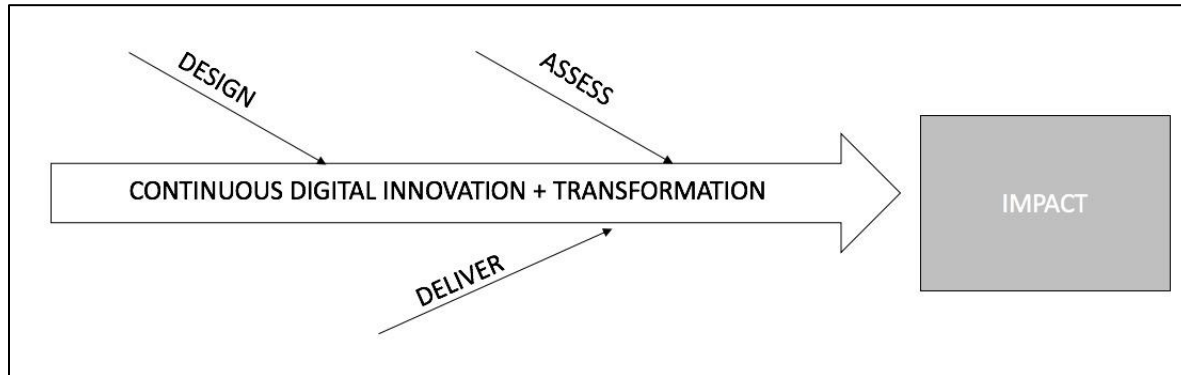 DESIGN
ASSESS
CONTINUOUS DIGITAL INNOVATION + TRANSFORMATION
IMPACT
DELIVER